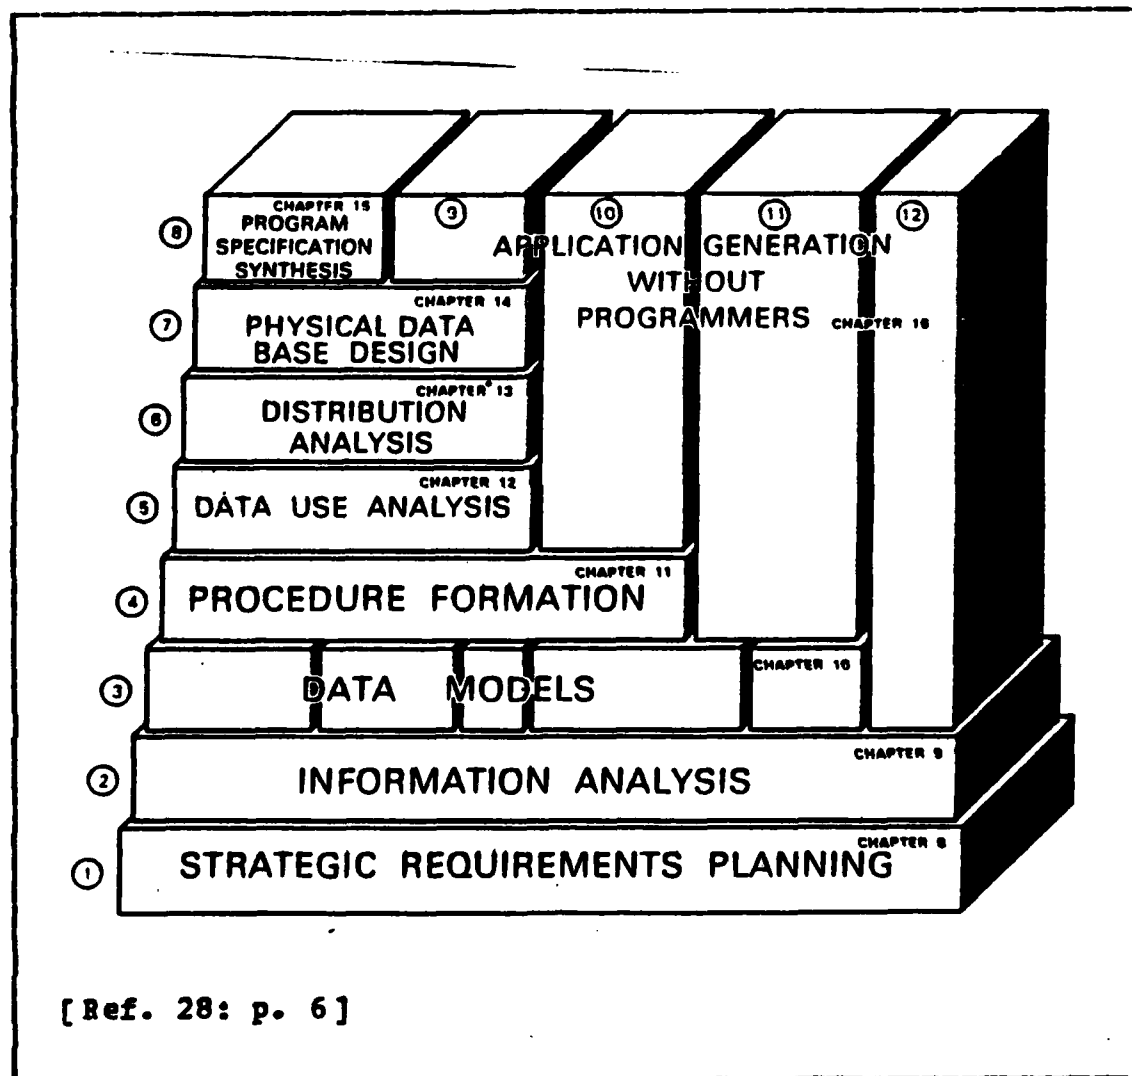 CHAPTER 15
⑧ PROGRAM
SPECIFICATION
SYNTHESIS
⑨ ⑩ ⑪ ⑫
APPLICATION GENERATION
WITHOUT
PROGRAMMERS
CHAPTER 16
CHAPTER 14
⑦ PHYSICAL DATA
BASE DESIGN
CHAPTER 13
⑥ DISTRIBUTION
ANALYSIS
CHAPTER 12
⑤ DATA USE ANALYSIS
CHAPTER 11
④ PROCEDURE FORMATION
CHAPTER 10
③ DATA MODELS
CHAPTER 9
② INFORMATION ANALYSIS
CHAPTER 8
① STRATEGIC REQUIREMENTS PLANNING
[Ref. 28: p. 6]